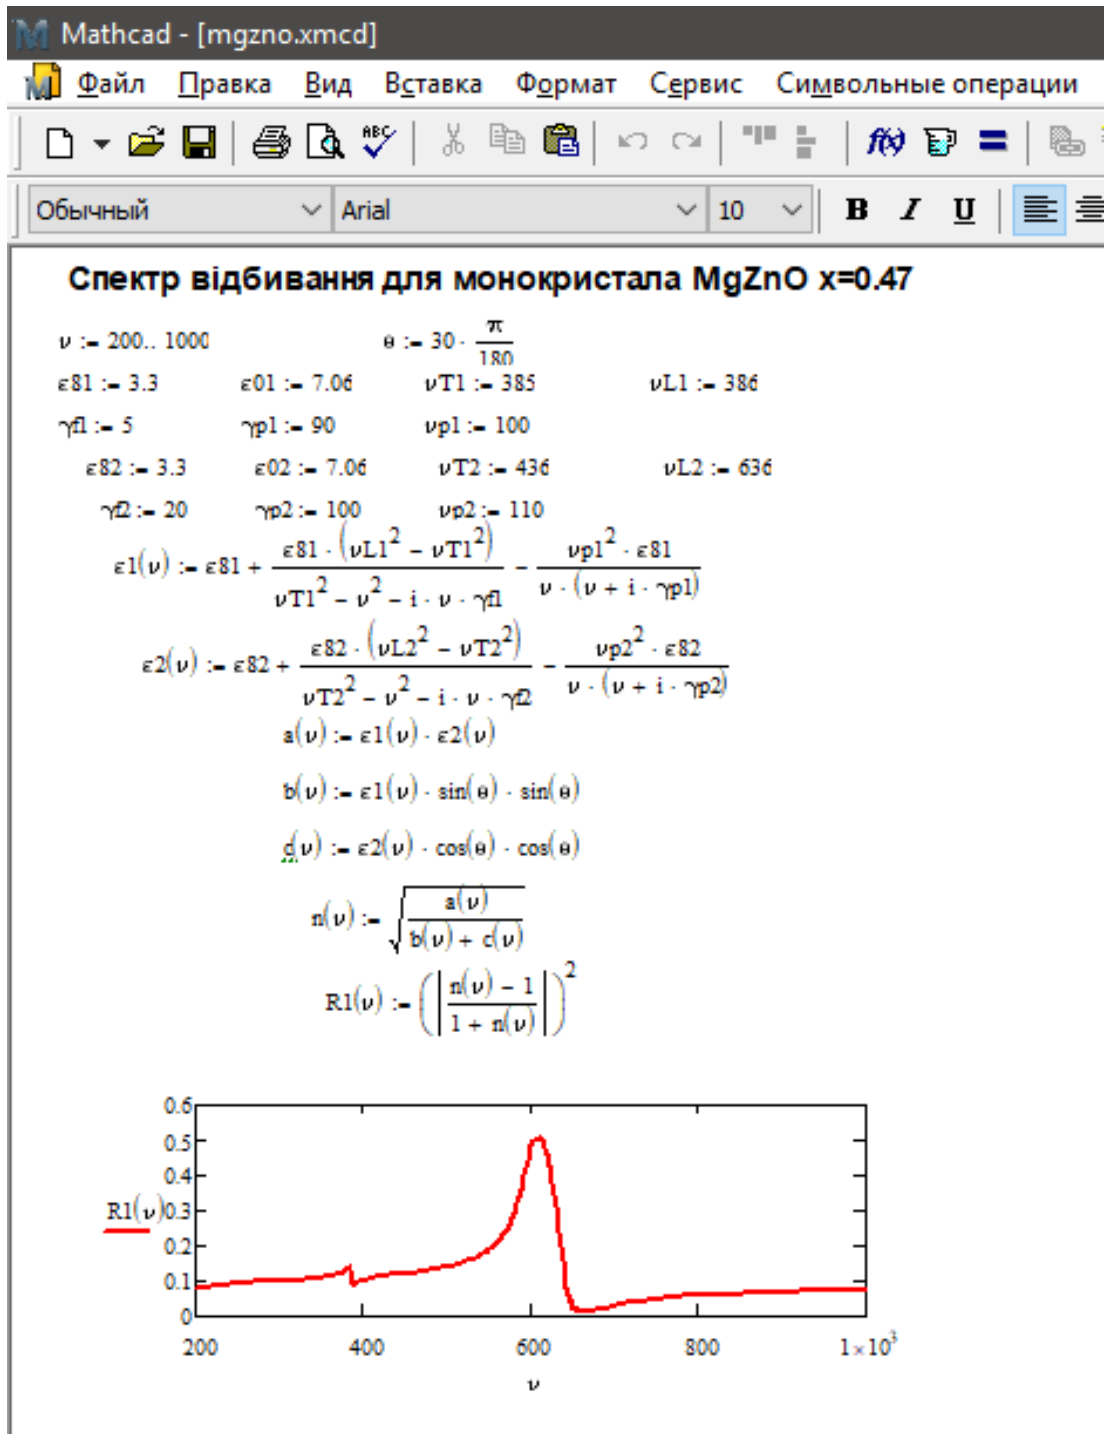 Mathcad - [mgzno.xmcd]
Файл Правка Вид Вставка Формат Сервис Символьные операции
Обычный Arial 10 B I U
Спектр відбивання для монокристала MgZnO x=0.47
ν := 200.. 1000 θ := 30 · π/180
ε81 := 3.3 ε01 := 7.06 νT1 := 385 νL1 := 386
γf1 := 5 γp1 := 90 νp1 := 100
ε82 := 3.3 ε02 := 7.06 νT2 := 436 νL2 := 636
γf2 := 20 γp2 := 100 νp2 := 110
ε1(ν) := ε81 + ε81 · (νL1² − νT1²) / (νT1² − ν² − i · ν · γf1) − νp1² · ε81 / (ν · (ν + i · γp1))
ε2(ν) := ε82 + ε82 · (νL2² − νT2²) / (νT2² − ν² − i · ν · γf2) − νp2² · ε82 / (ν · (ν + i · γp2))
a(ν) := ε1(ν) · ε2(ν)
b(ν) := ε1(ν) · sin(θ) · sin(θ)
c(ν) := ε2(ν) · cos(θ) · cos(θ)
n(ν) := √(a(ν) / (b(ν) + c(ν)))
R1(ν) := (|(n(ν) − 1) / (1 + n(ν))|)²
0.6
0.5
0.4
R1(ν) 0.3
0.2
0.1
0
200 400 600 800 1×10³
ν